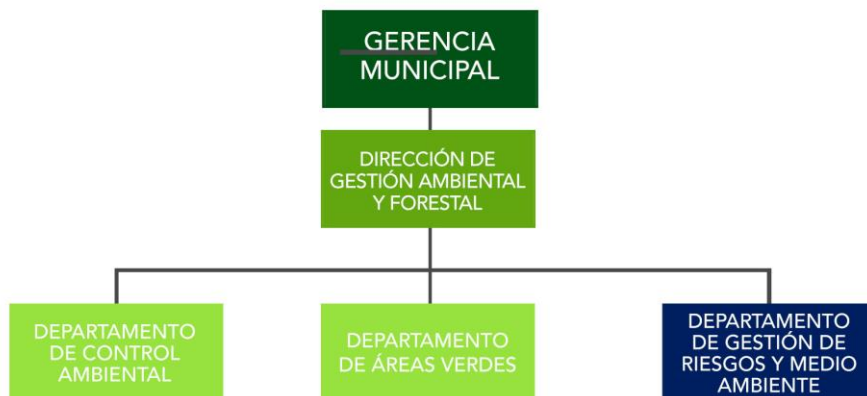 GERENCIA
MUNICIPAL
DIRECCIÓN DE
GESTIÓN AMBIENTAL
Y FORESTAL
DEPARTAMENTO
DE CONTROL
AMBIENTAL
DEPARTAMENTO
DE ÁREAS VERDES
DEPARTAMENTO
DE GESTIÓN DE
RIESGOS Y MEDIO
AMBIENTE